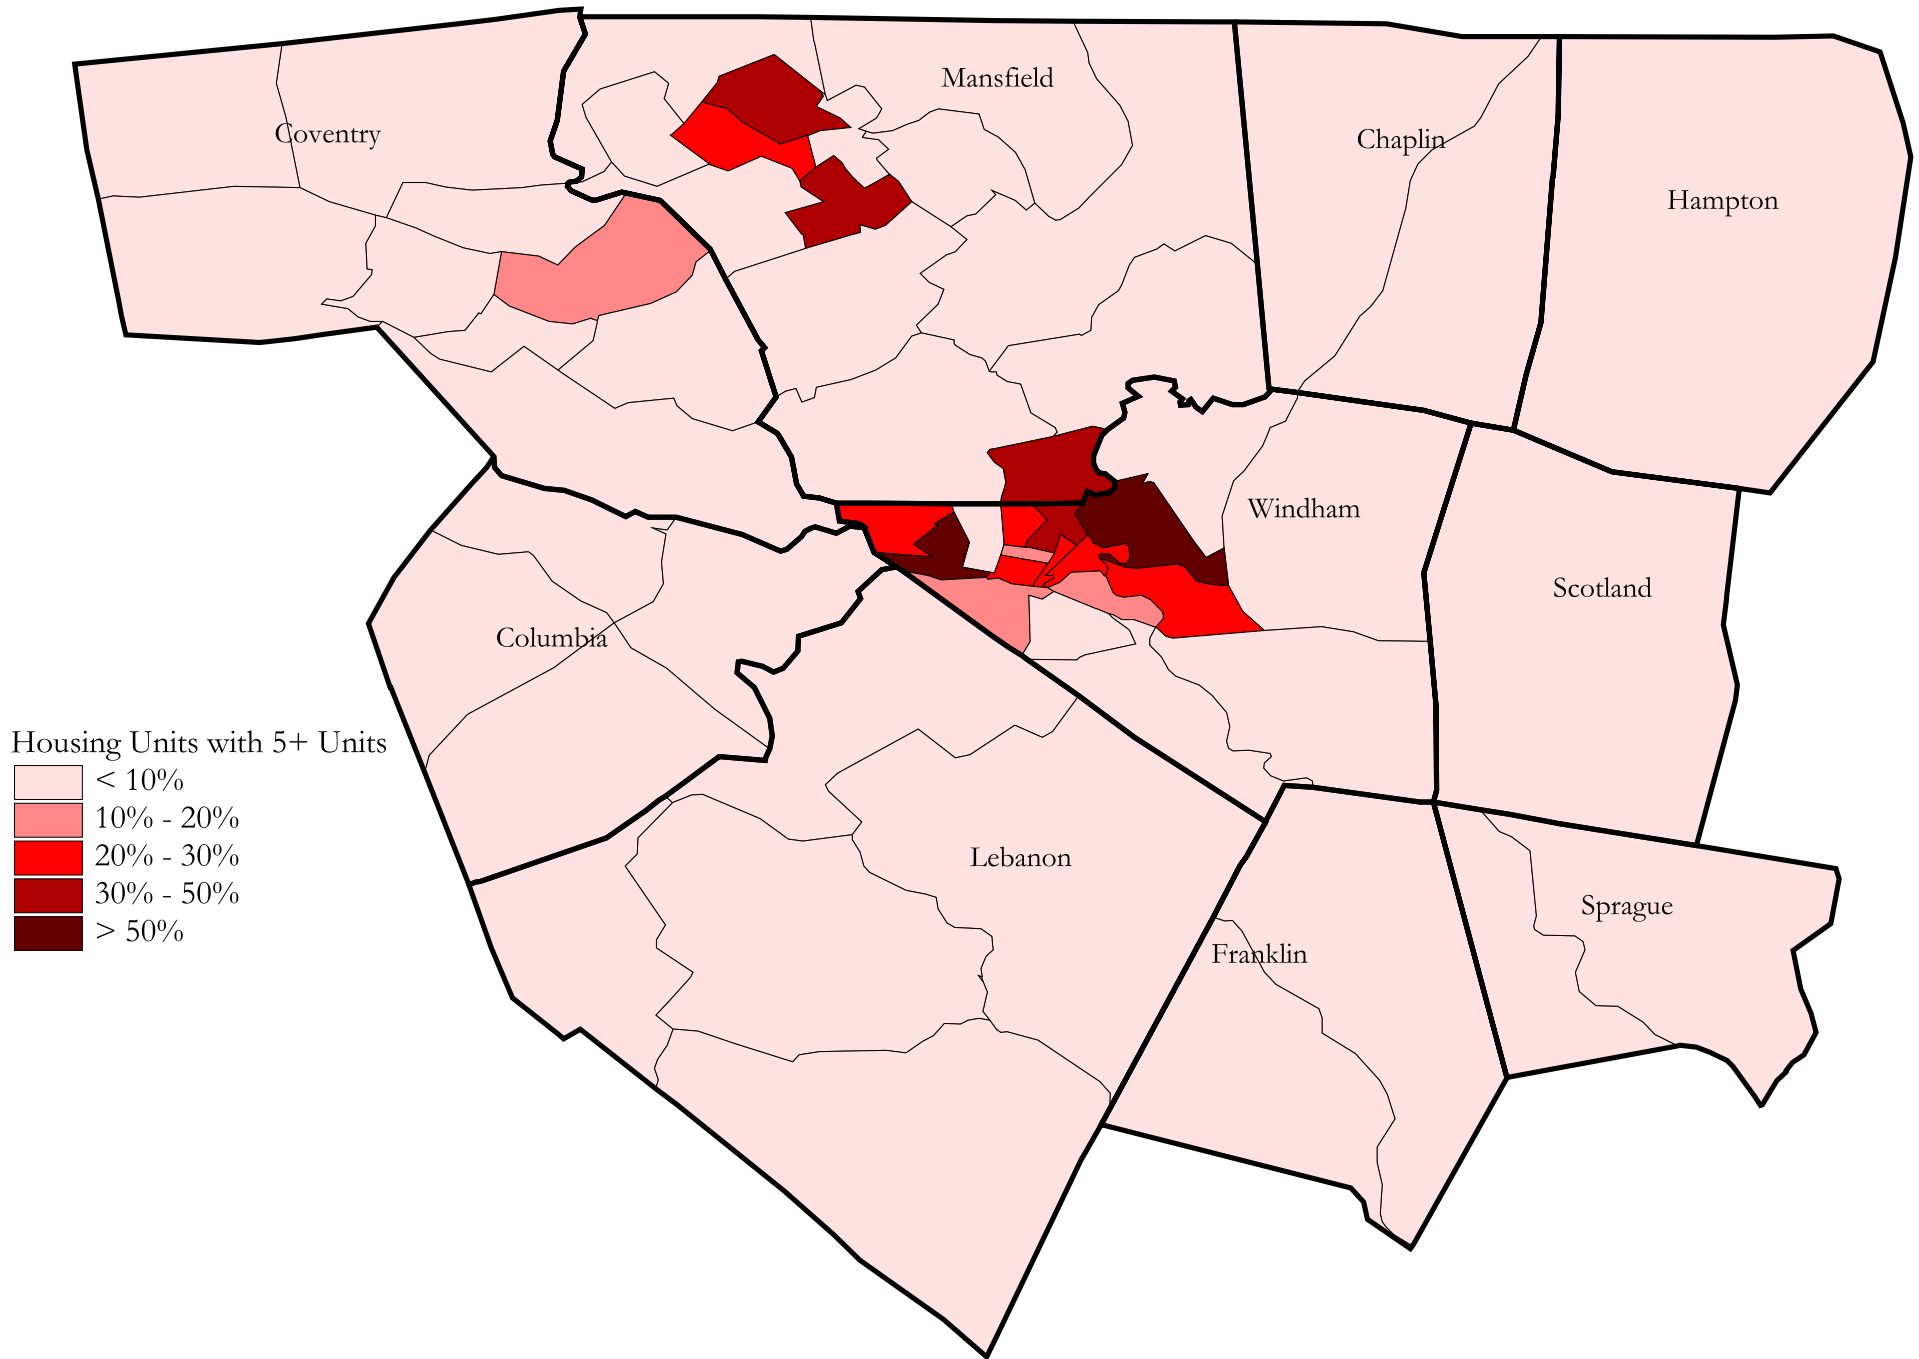 Mansfield
Coventry
Chaplin
Hampton
Windham
Scotland
Columbia
Housing Units with 5+ Units
< 10%
10% - 20%
20% - 30%
30% - 50%
> 50%
Lebanon
Sprague
Franklin